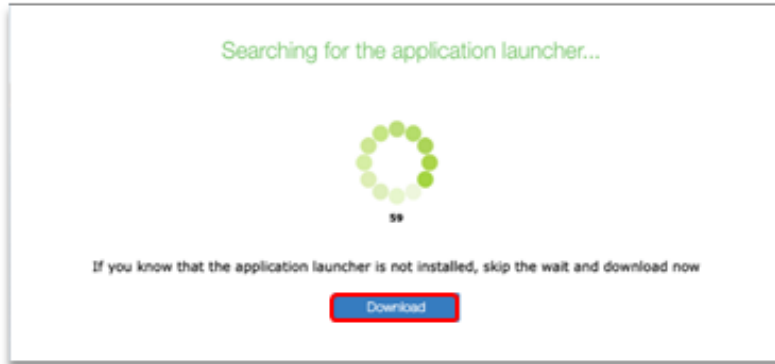 Searching for the application launcher...
59
If you know that the application launcher is not installed, skip the wait and download now
Download